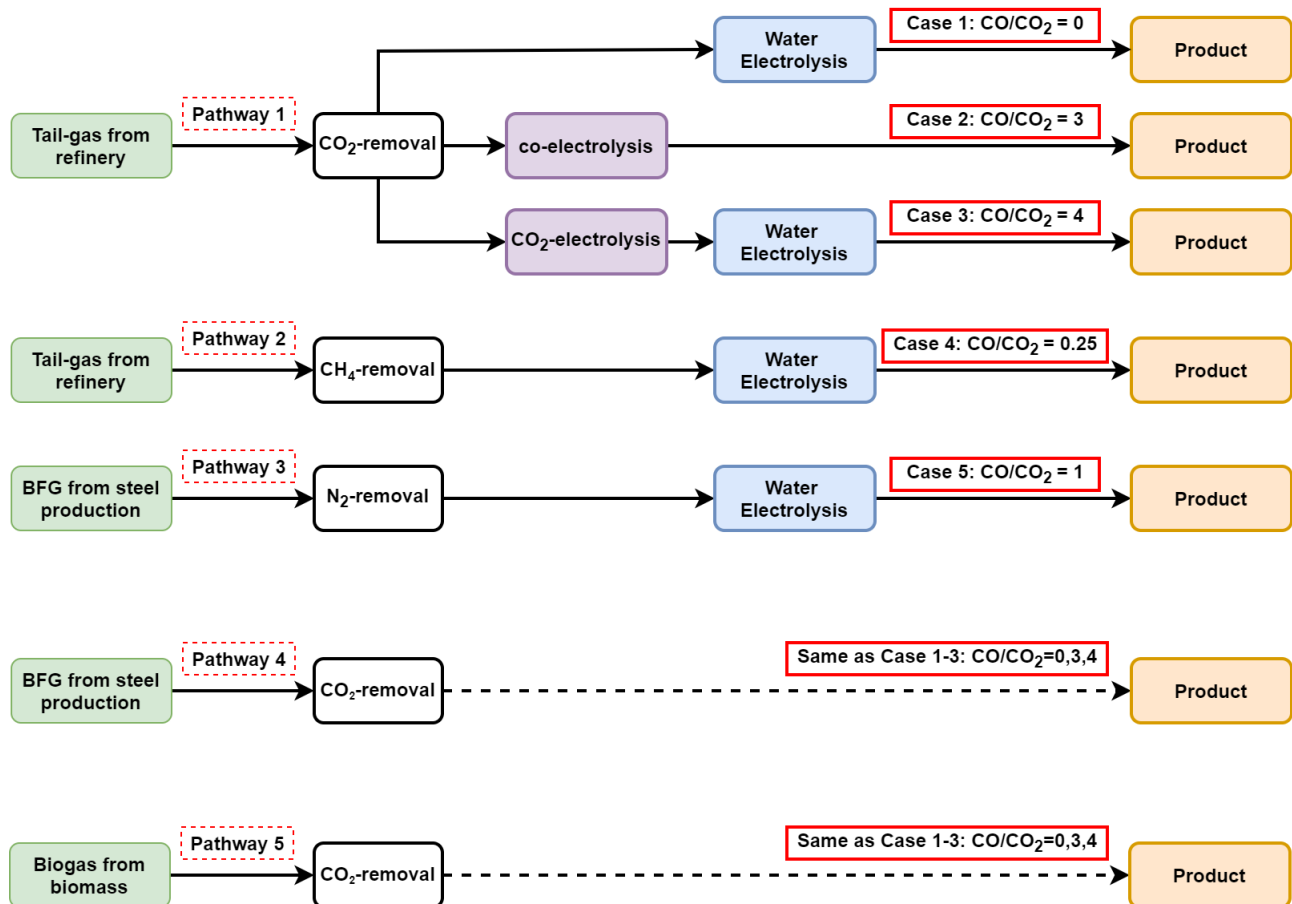 Tail-gas from
refinery
Pathway 1
CO₂-removal
Water
Electrolysis
Case 1: CO/CO₂ = 0
Product
co-electrolysis
Case 2: CO/CO₂ = 3
Product
CO₂-electrolysis
Water
Electrolysis
Case 3: CO/CO₂ = 4
Product
Tail-gas from
refinery
Pathway 2
CH₄-removal
Water
Electrolysis
Case 4: CO/CO₂ = 0.25
Product
BFG from steel
production
Pathway 3
N₂-removal
Water
Electrolysis
Case 5: CO/CO₂ = 1
Product
BFG from steel
production
Pathway 4
CO₂-removal
Same as Case 1-3: CO/CO₂=0,3,4
Product
Biogas from
biomass
Pathway 5
CO₂-removal
Same as Case 1-3: CO/CO₂=0,3,4
Product